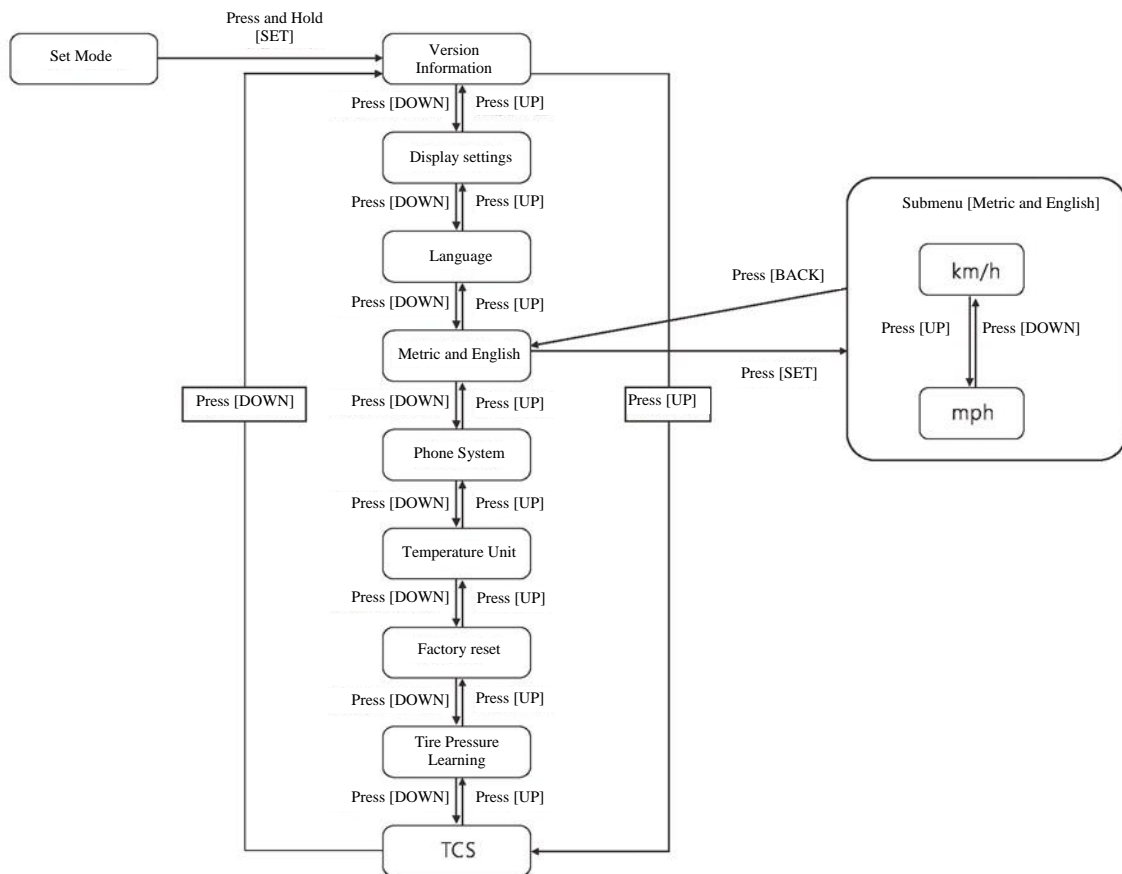 Press and Hold
[SET]
Set Mode
Version
Information
Press [DOWN]
Press [UP]
Display settings
Press [DOWN]
Press [UP]
Submenu [Metric and English]
Language
km/h
Press [BACK]
Press [DOWN]
Press [UP]
Press [UP]
Press [DOWN]
Metric and English
Press [SET]
Press [DOWN]
Press [DOWN]
Press [UP]
Press [UP]
mph
Phone System
Press [DOWN]
Press [UP]
Temperature Unit
Press [DOWN]
Press [UP]
Factory reset
Press [DOWN]
Press [UP]
Tire Pressure
Learning
Press [DOWN]
Press [UP]
TCS